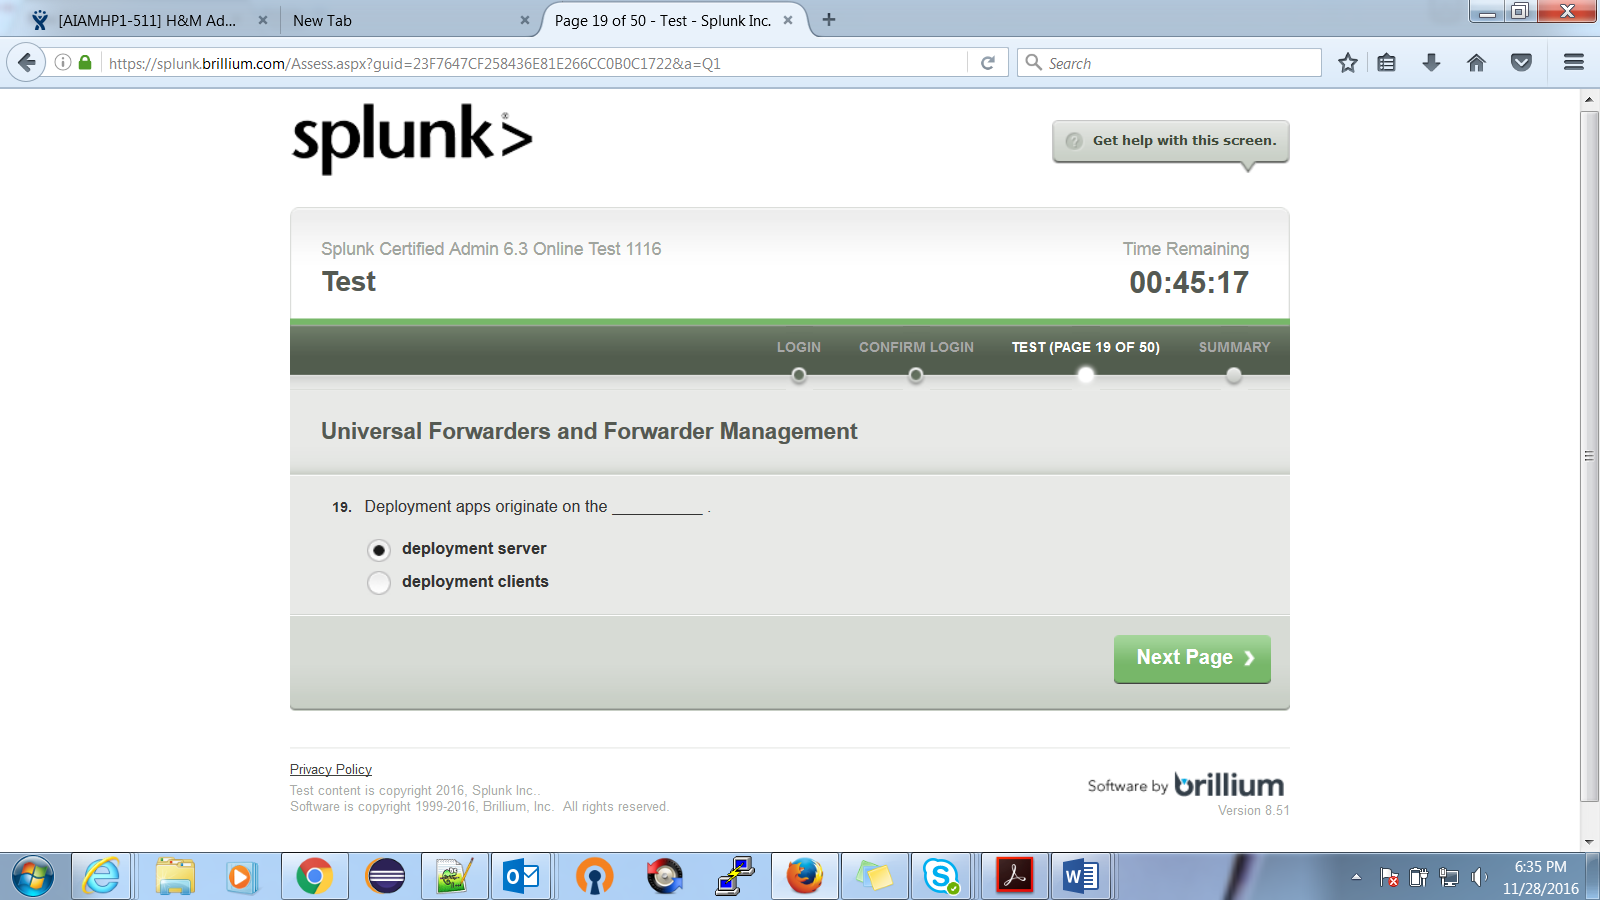 [AIAMHP1-511] H&M Ad...
New Tab
Page 19 of 50 - Test - Splunk Inc.
https://splunk.brillium.com/Assess.aspx?guid=23F7647CF258436E81E266CC0B0C1722&a=Q1
Search
splunk>
Get help with this screen.
Splunk Certified Admin 6.3 Online Test 1116
Test
Time Remaining
00:45:17
LOGIN
CONFIRM LOGIN
TEST (PAGE 19 OF 50)
SUMMARY
Universal Forwarders and Forwarder Management
19. Deployment apps originate on the __________ .
deployment server
deployment clients
Next Page
Privacy Policy
Test content is copyright 2016, Splunk Inc..
Software is copyright 1999-2016, Brillium, Inc. All rights reserved.
Software by brillium
Version 8.51
6:35 PM
11/28/2016